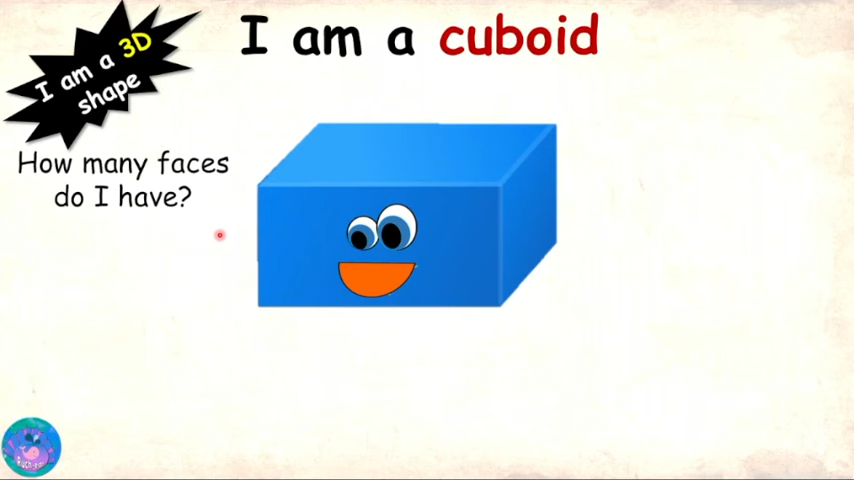 I am a cuboid
I am a 3D
shape
How many faces
do I have?